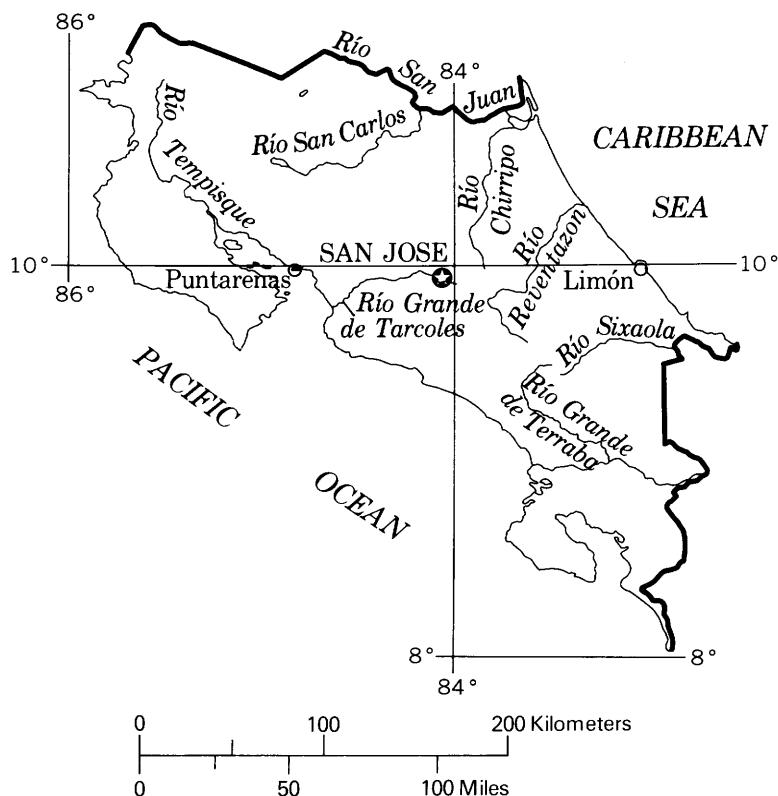 86°
Río
San
84°
Juan
Río
Río San Carlos
CARIBBEAN
SEA
Tempisque
Río
Chirripo
Río
Reventazon
10°
SAN JOSE
10°
86°
Puntarenas
Limón
Río Grande
de Tarcoles
Río Sixaola
PACIFIC
OCEAN
Río Grande
de Terraba
8°
8°
84°
0 100 200 Kilometers
0 50 100 Miles